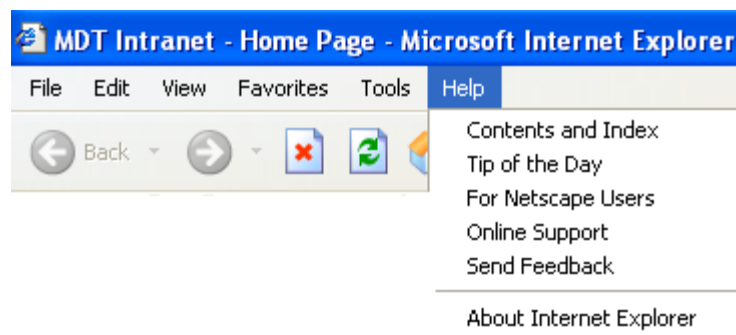 MDT Intranet - Home Page - Microsoft Internet Explorer
File Edit View Favorites Tools Help
Back
Contents and Index
Tip of the Day
For Netscape Users
Online Support
Send Feedback
About Internet Explorer